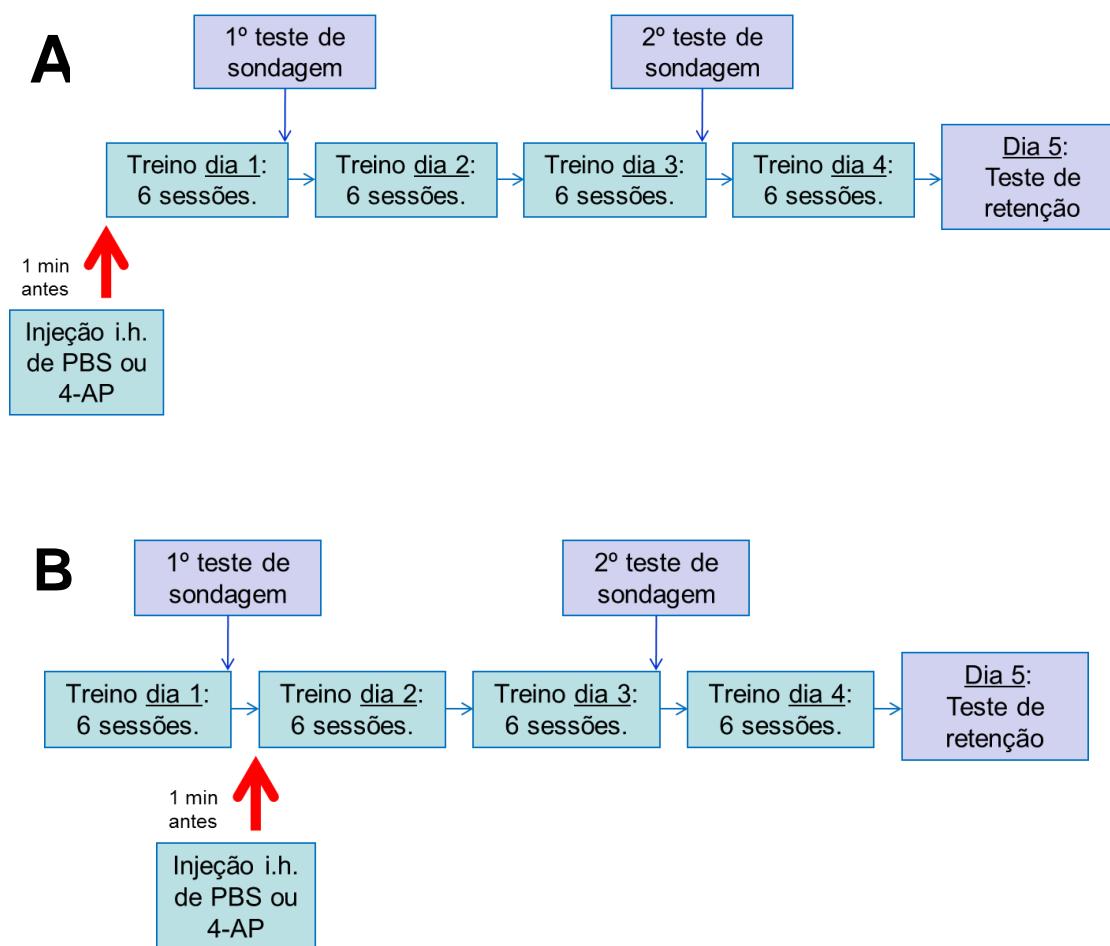 A
1º teste de
sondagem
2º teste de
sondagem
Treino dia 1:
6 sessões.
Treino dia 2:
6 sessões.
Treino dia 3:
6 sessões.
Treino dia 4:
6 sessões.
Dia 5:
Teste de
retenção
1 min
antes
Injeção i.h.
de PBS ou
4-AP
B
1º teste de
sondagem
2º teste de
sondagem
Treino dia 1:
6 sessões.
Treino dia 2:
6 sessões.
Treino dia 3:
6 sessões.
Treino dia 4:
6 sessões.
Dia 5:
Teste de
retenção
1 min
antes
Injeção i.h.
de PBS ou
4-AP